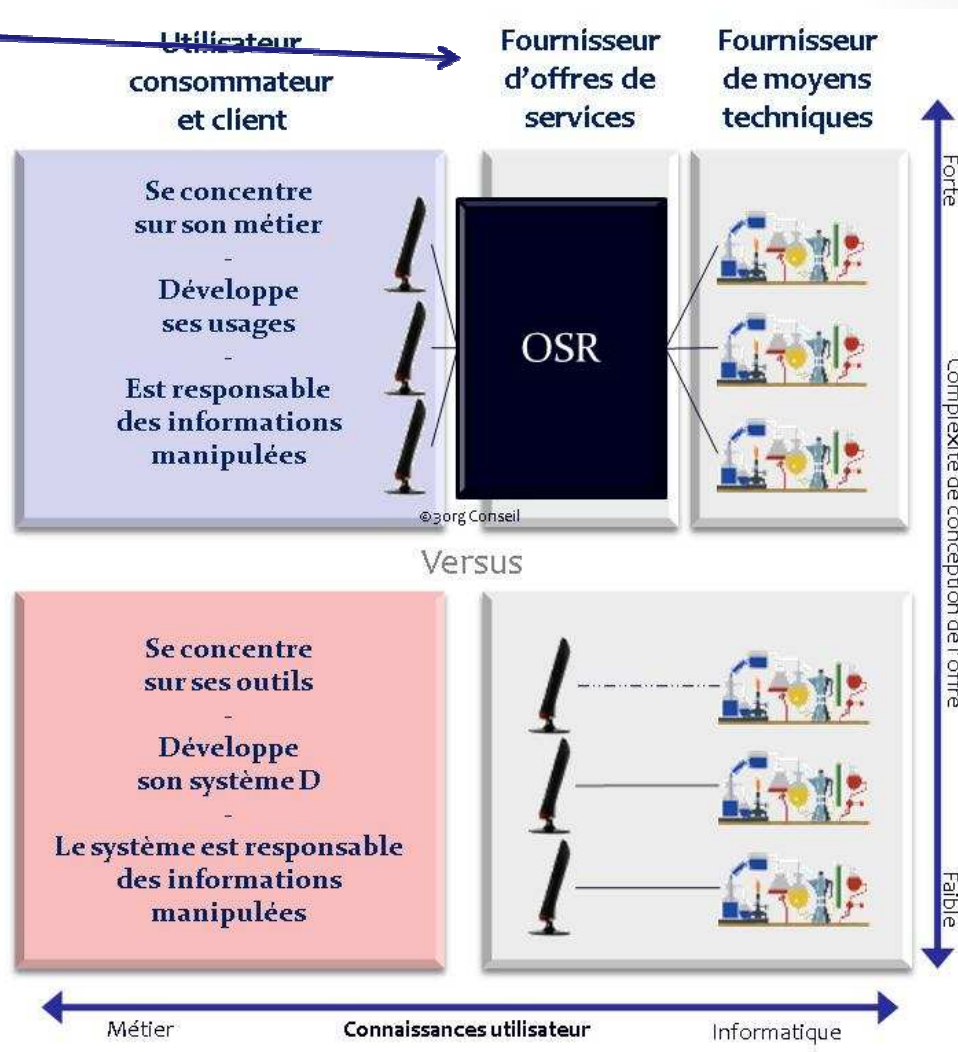 Utilisateur
consommateur
et client
Fournisseur
d'offres de
services
Fournisseur
de moyens
techniques
Se concentre
sur son métier
-
Développe
ses usages
-
Est responsable
des informations
manipulées
OSR
©3org Conseil
Forte
Complexité de conception de l'offre
Faible
Versus
Se concentre
sur ses outils
-
Développe
son système D
-
Le système est responsable
des informations
manipulées
Métier
Connaissances utilisateur
Informatique